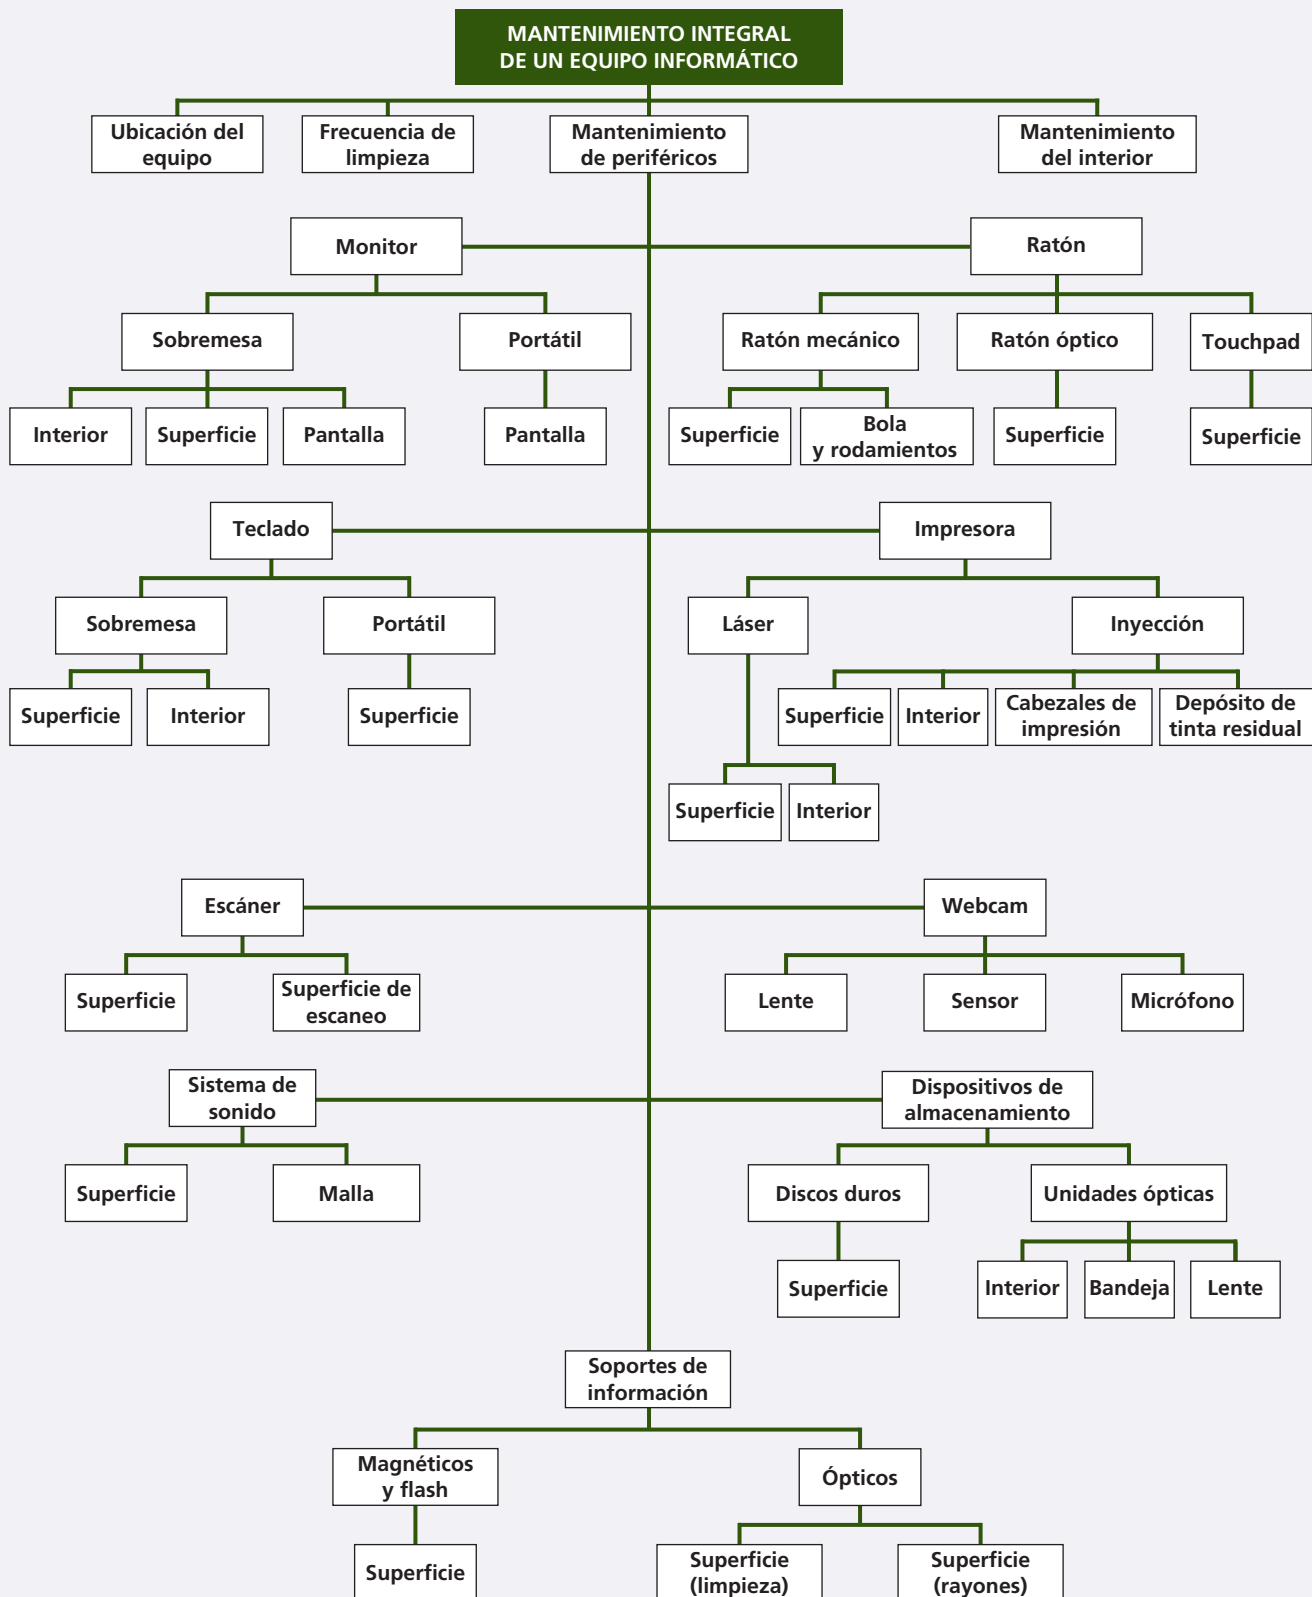 MANTENIMIENTO INTEGRAL
DE UN EQUIPO INFORMÁTICO
Ubicación del
equipo
Frecuencia de
limpieza
Mantenimiento
de periféricos
Mantenimiento
del interior
Monitor
Ratón
Sobremesa
Portátil
Ratón mecánico
Ratón óptico
Touchpad
Interior
Superficie
Pantalla
Pantalla
Superficie
Bola
y rodamientos
Superficie
Superficie
Teclado
Impresora
Sobremesa
Portátil
Láser
Inyección
Superficie
Interior
Superficie
Superficie
Interior
Cabezales de
impresión
Depósito de
tinta residual
Superficie
Interior
Escáner
Webcam
Superficie
Superficie de
escaneo
Lente
Sensor
Micrófono
Sistema de
sonido
Dispositivos de
almacenamiento
Superficie
Malla
Discos duros
Unidades ópticas
Superficie
Interior
Bandeja
Lente
Soportes de
información
Magnéticos
y flash
Ópticos
Superficie
Superficie
(limpieza)
Superficie
(rayones)